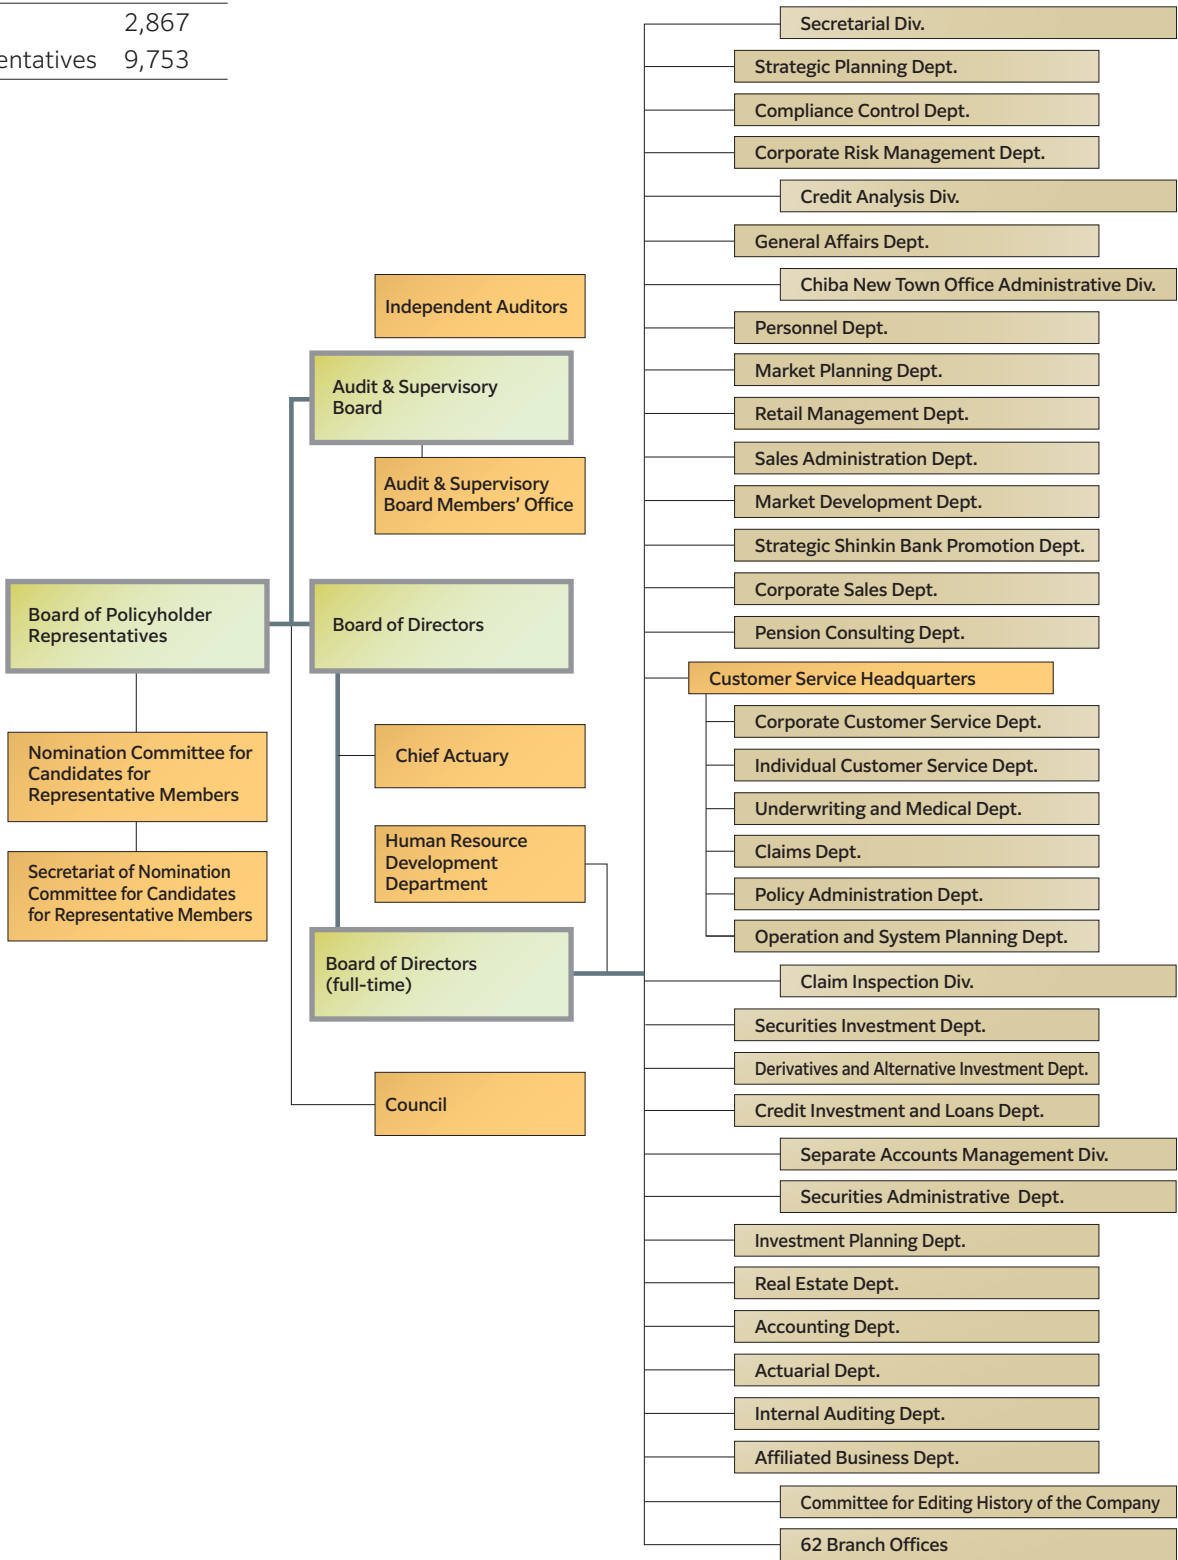 2,867
entatives 9,753
Independent Auditors
Audit & Supervisory
Board
Audit & Supervisory
Board Members' Office
Board of Policyholder
Representatives
Board of Directors
Nomination Committee for
Candidates for
Representative Members
Secretariat of Nomination
Committee for Candidates
for Representative Members
Chief Actuary
Human Resource
Development
Department
Board of Directors
(full-time)
Council
Secretarial Div.
Strategic Planning Dept.
Compliance Control Dept.
Corporate Risk Management Dept.
Credit Analysis Div.
General Affairs Dept.
Chiba New Town Office Administrative Div.
Personnel Dept.
Market Planning Dept.
Retail Management Dept.
Sales Administration Dept.
Market Development Dept.
Strategic Shinkin Bank Promotion Dept.
Corporate Sales Dept.
Pension Consulting Dept.
Customer Service Headquarters
Corporate Customer Service Dept.
Individual Customer Service Dept.
Underwriting and Medical Dept.
Claims Dept.
Policy Administration Dept.
Operation and System Planning Dept.
Claim Inspection Div.
Securities Investment Dept.
Derivatives and Alternative Investment Dept.
Credit Investment and Loans Dept.
Separate Accounts Management Div.
Securities Administrative Dept.
Investment Planning Dept.
Real Estate Dept.
Accounting Dept.
Actuarial Dept.
Internal Auditing Dept.
Affiliated Business Dept.
Committee for Editing History of the Company
62 Branch Offices